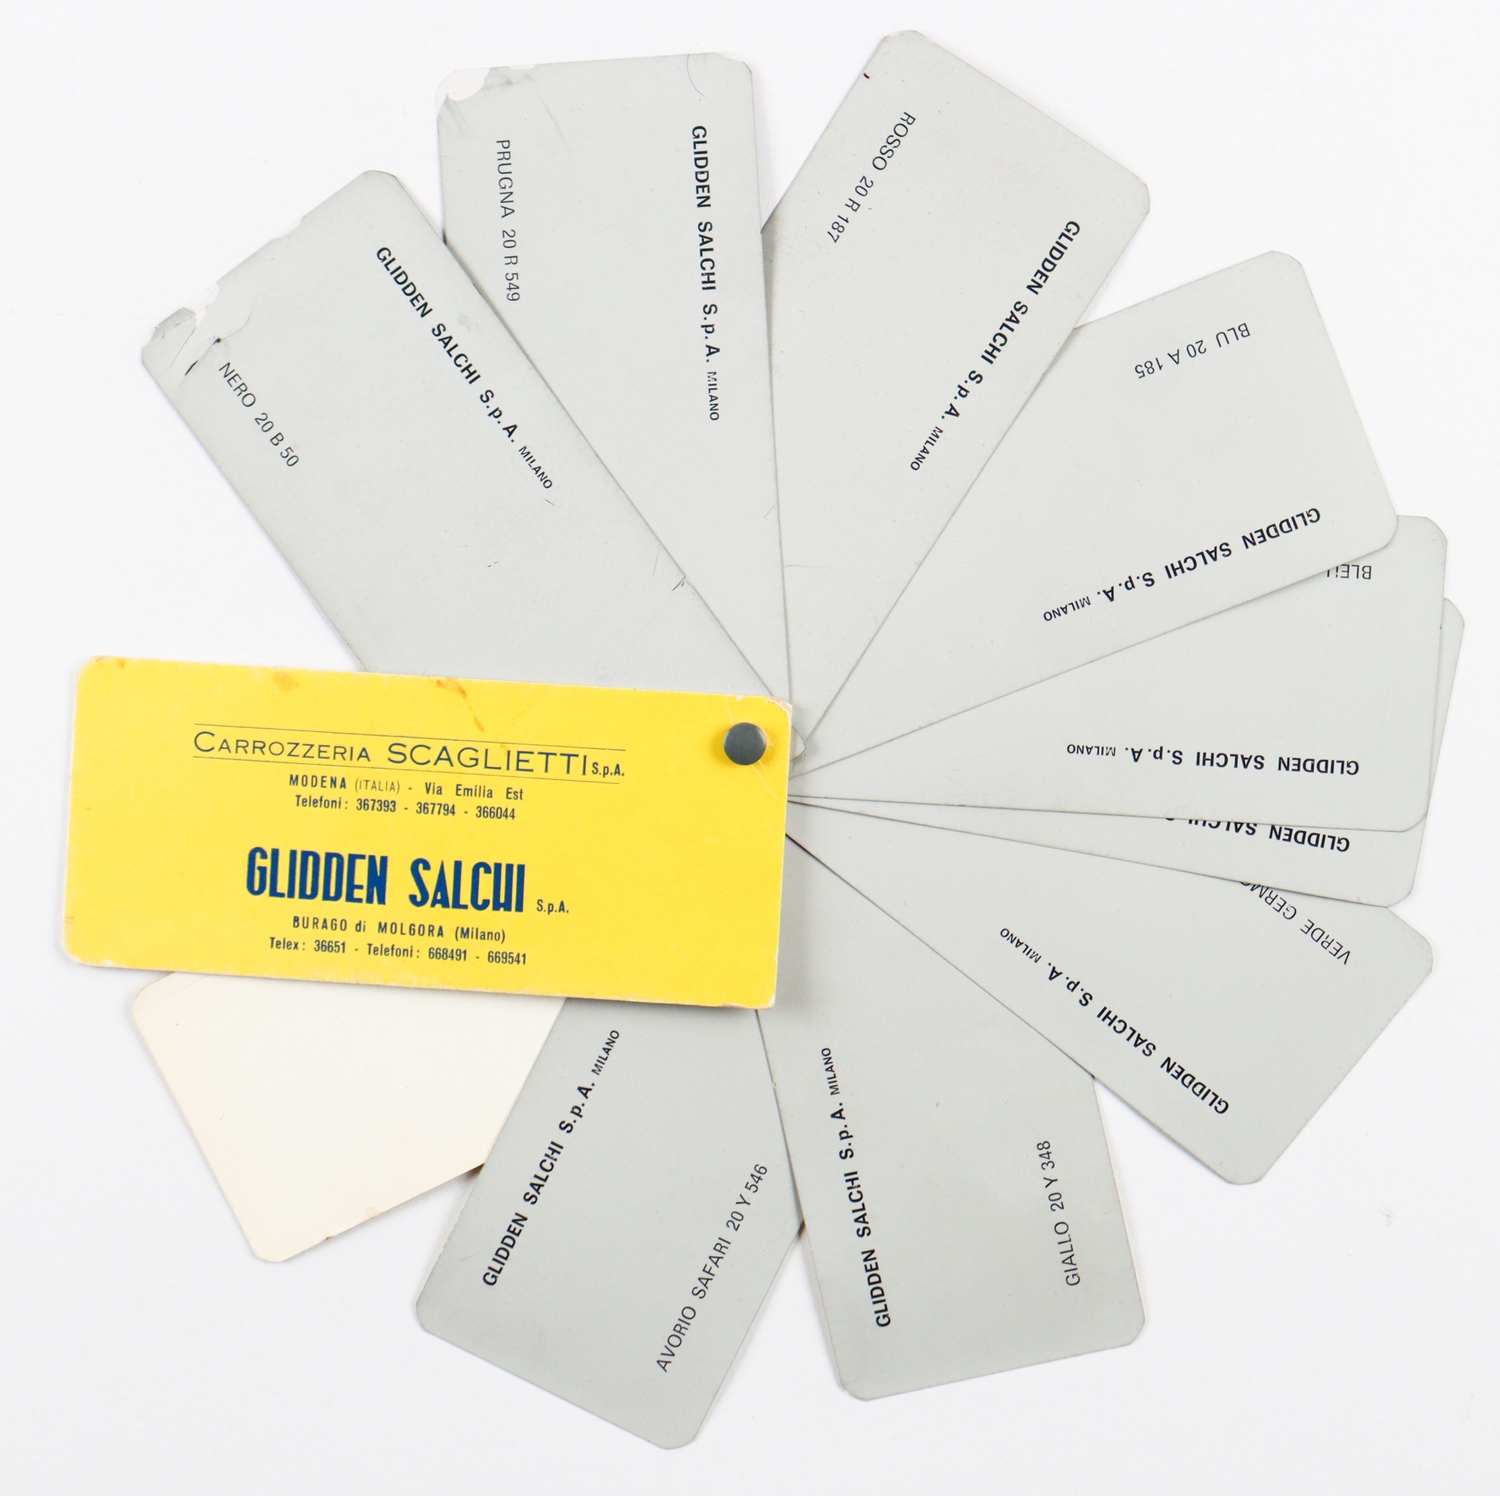 CARROZZERIA SCAGLIETTI S.p.A.
MODENA (ITALIA) - Via Emilia Est
Telefoni: 367393 - 367794 - 366044
GLIDDEN SALCHI S.p.A.
BURAGO di MOLGORA (Milano)
Telex: 36651 - Telefoni: 668491 - 669541
GLIDDEN SALCHI S.p.A. MILANO
NERO 20 B 50
GLIDDEN SALCHI S.p.A. MILANO
PRUGNA 20 R 549
ROSSO 20 R 187
GLIDDEN SALCHI S.p.A. MILANO
BLU 20 A 185
GLIDDEN SALCHI S.p.A. MILANO
GLIDDEN SALCHI S.p.A. MILANO
GLIDDEN SALCHI
VERDE
GLIDDEN SALCHI S.p.A. MILANO
GLIDDEN SALCHI S.p.A. MILANO
GIALLO 20 Y 348
GLIDDEN SALCHI S.p.A. MILANO
AVORIO SAFARI 20 Y 546